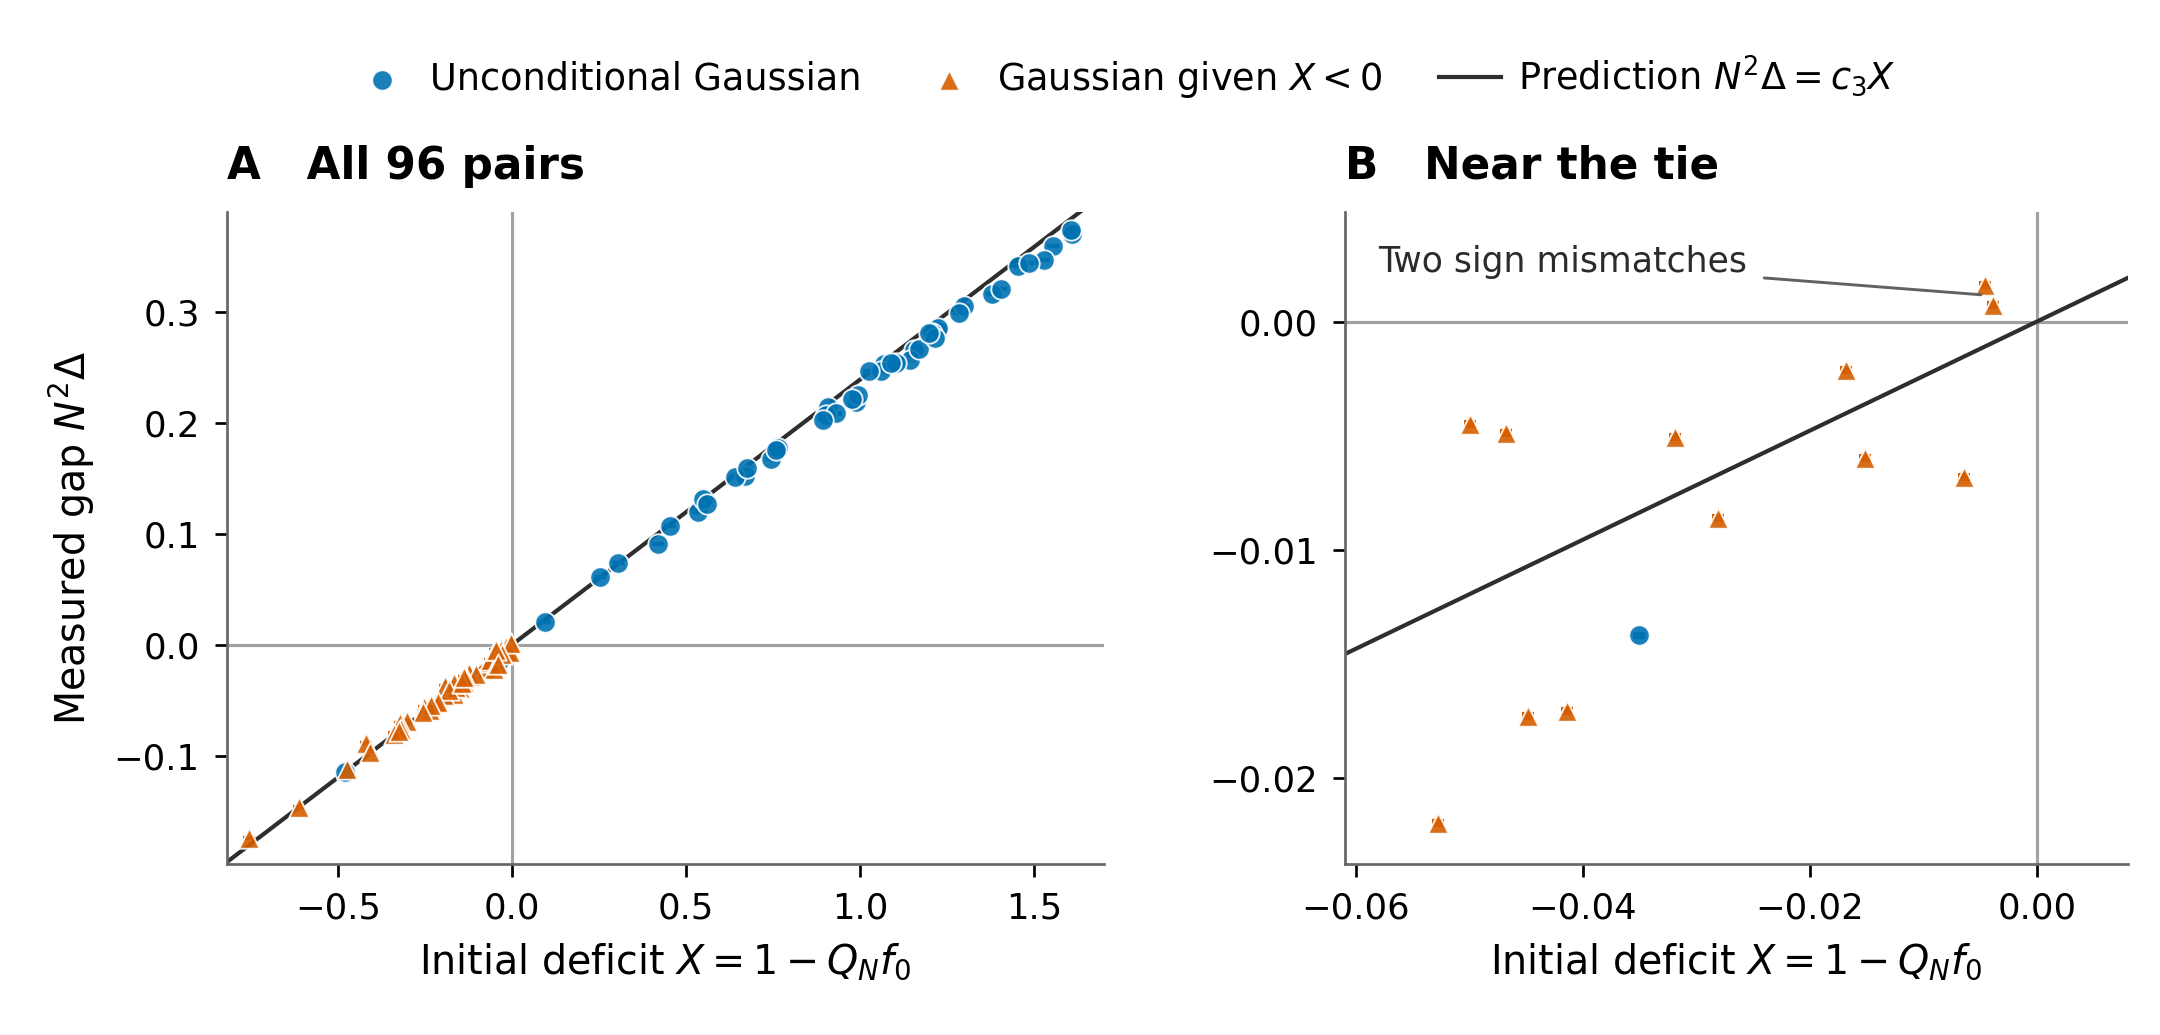 Unconditional Gaussian
Gaussian given X < 0
Prediction N²Δ = c₃X
A All 96 pairs
B Near the tie
Measured gap N²Δ
0.3
0.2
0.1
0.0
−0.1
−0.5
0.0
0.5
1.0
1.5
Initial deficit X = 1 − Q_N f₀
Two sign mismatches
0.00
−0.01
−0.02
−0.06
−0.04
−0.02
0.00
Initial deficit X = 1 − Q_N f₀